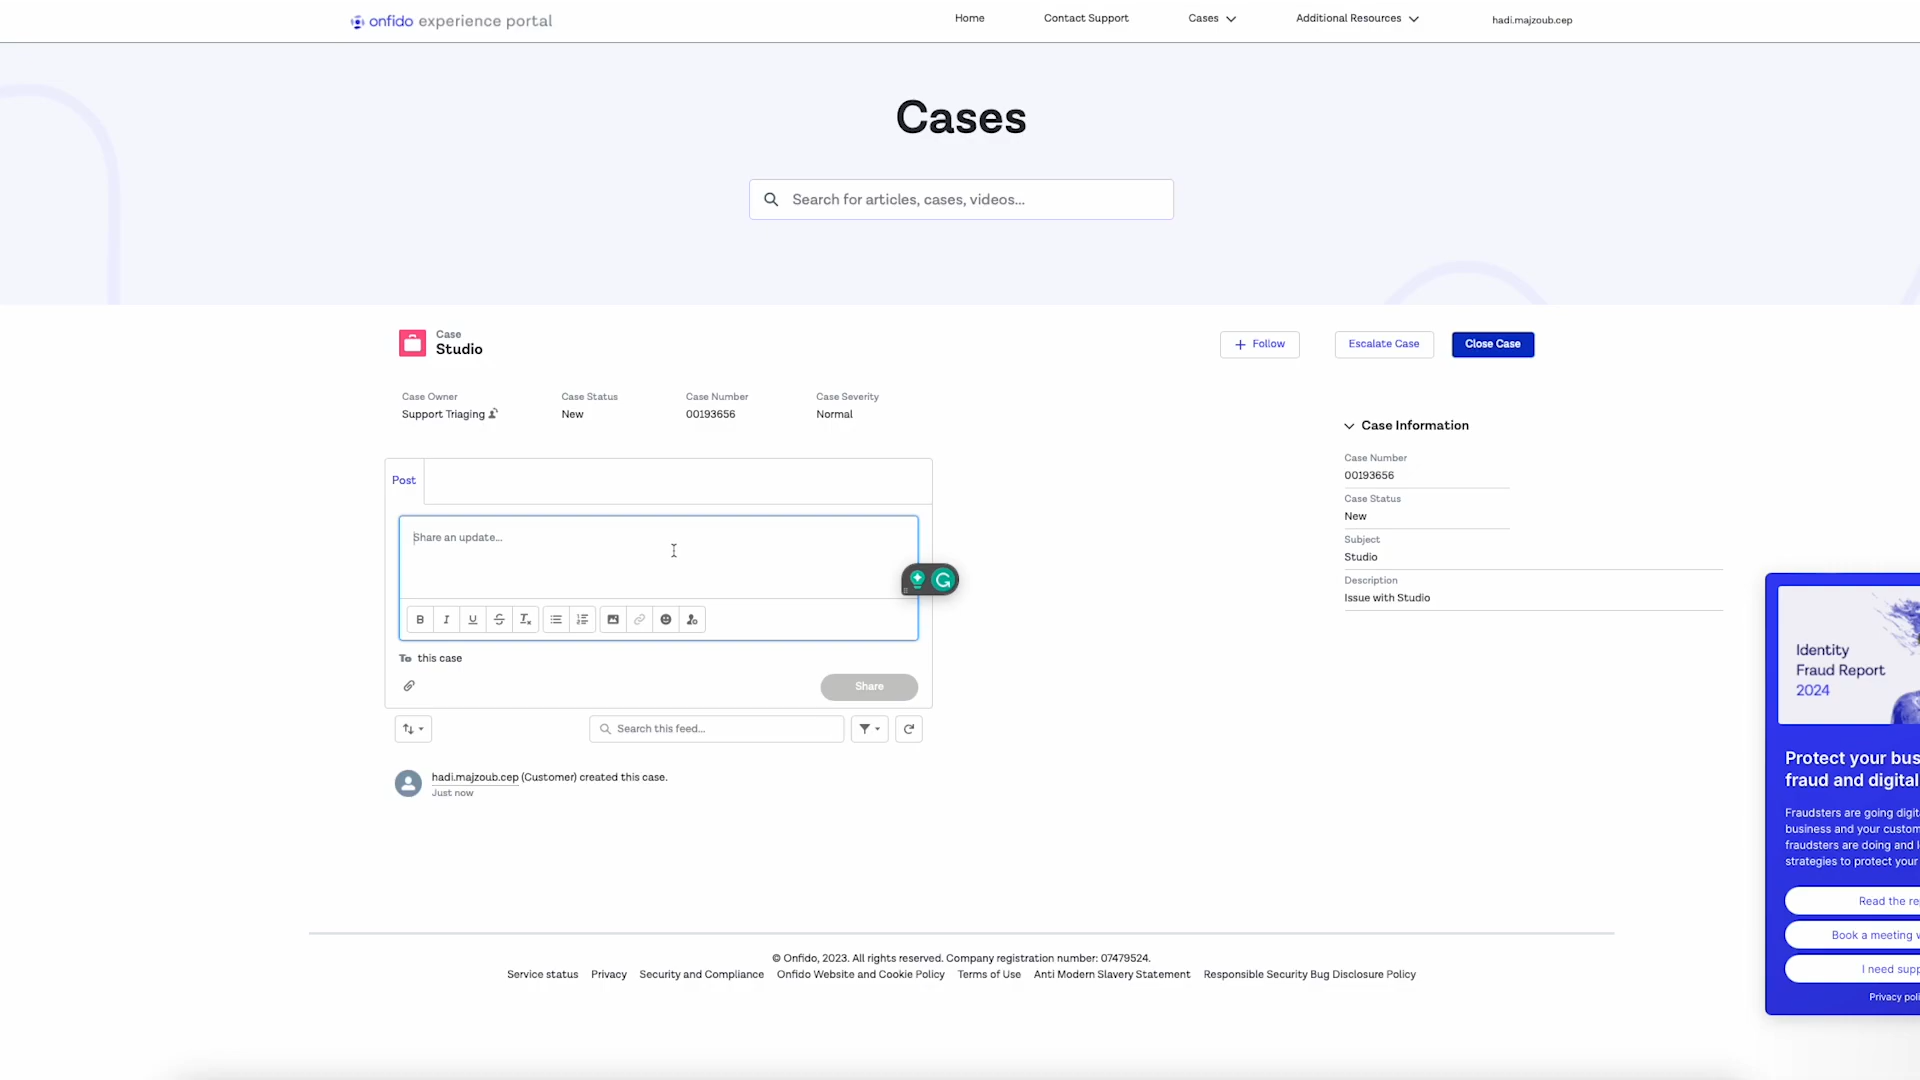 onfido experience portal
Home
Contact Support
Cases
Additional Resources
hadi.majzoub.cep
Cases
Search for articles, cases, videos...
Case
Studio
Follow
Escalate Case
Close Case
Case Owner
Support Triaging
Case Status
New
Case Number
00193656
Case Severity
Normal
Post
Share an update...
B I U S
To this case
Share
Search this feed...
hadi.majzoub.cep (Customer) created this case.
Just now
Case Information
Case Number
00193656
Case Status
New
Subject
Studio
Description
Issue with Studio
Identity
Fraud Report
2024
Protect your bus
fraud and digital
Fraudsters are going digit
business and your custom
fraudsters are doing and
strategies to protect your
Read the re
Book a meeting
I need supp
Privacy poli
© Onfido, 2023. All rights reserved. Company registration number: 07479524.
Service status Privacy Security and Compliance Onfido Website and Cookie Policy Terms of Use Anti Modern Slavery Statement Responsible Security Bug Disclosure Policy